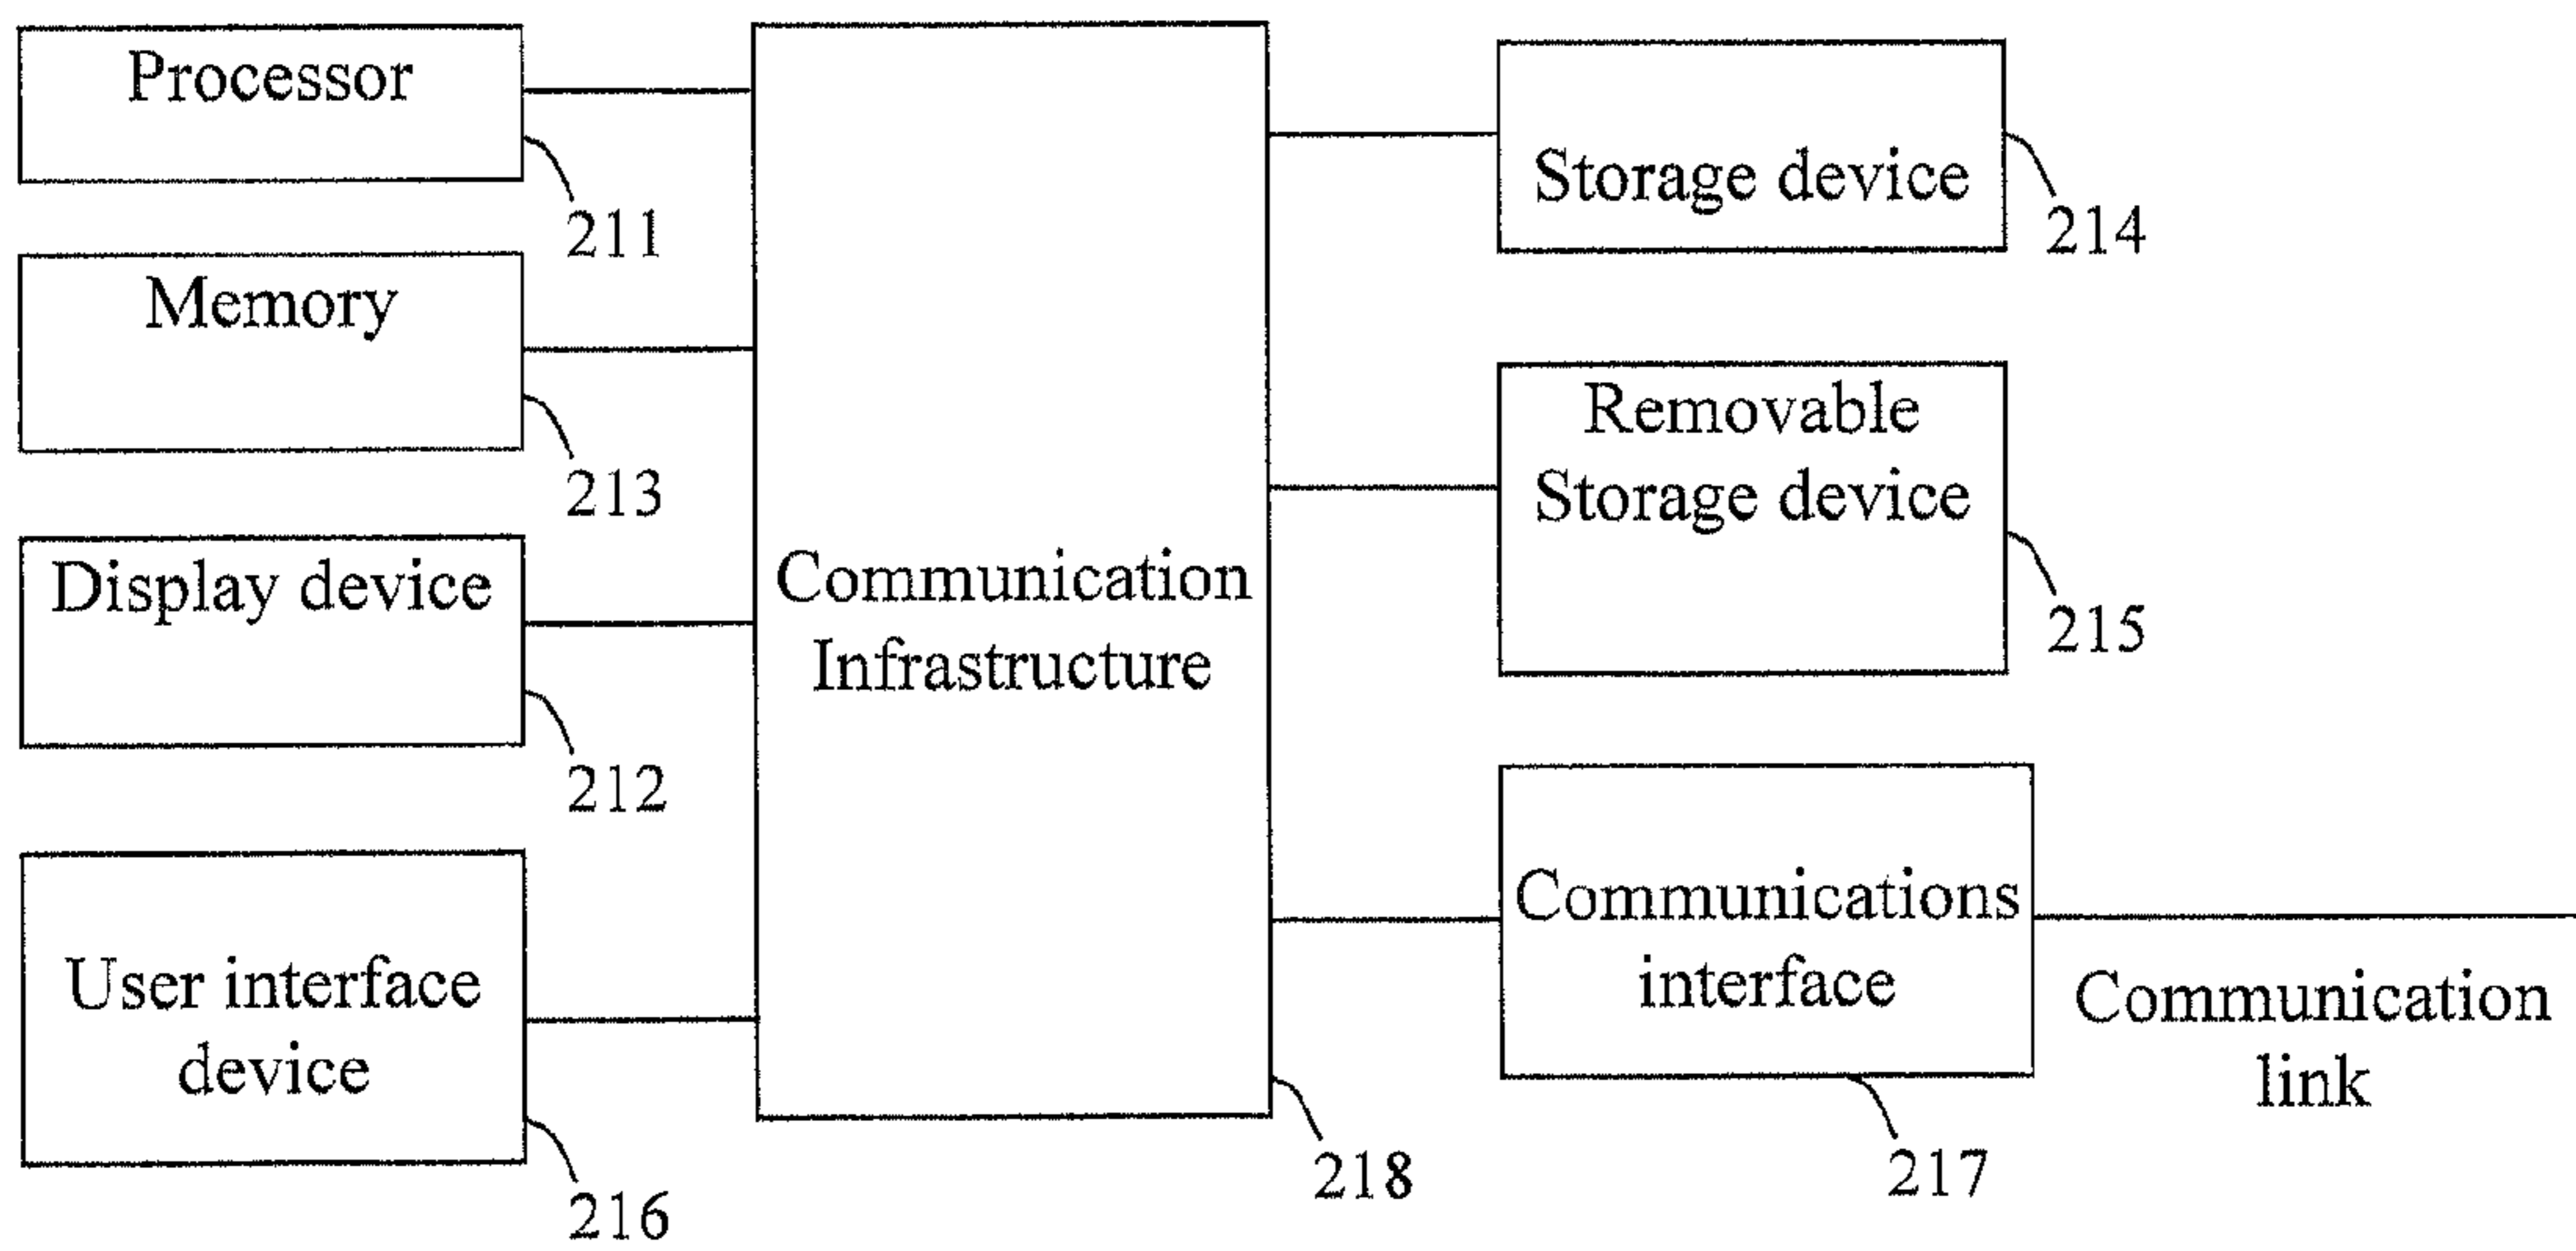 Processor
211
Memory
213
Display device
212
User interface
device
216
Communication
Infrastructure
218
Storage device
214
Removable
Storage device
215
Communications
interface
217
Communication
link